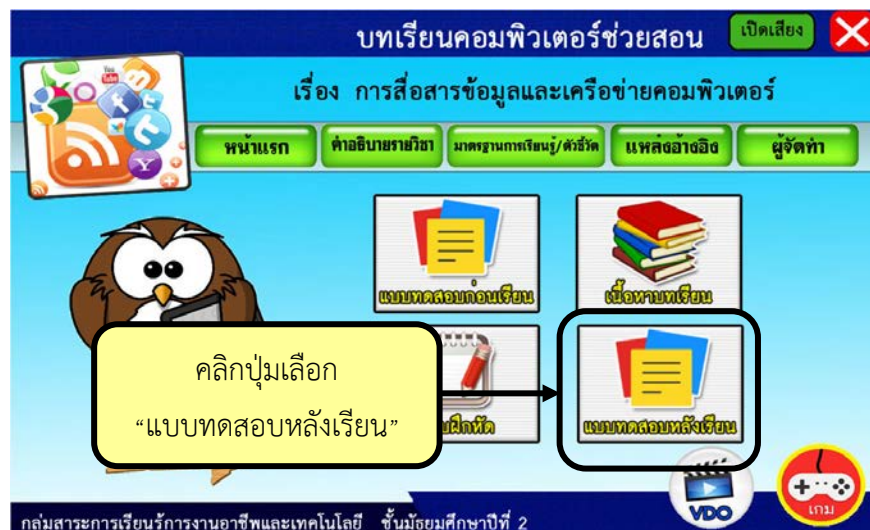 บทเรียนคอมพิวเตอร์ช่วยสอน
เปิดเสียง
เรื่อง การสื่อสารข้อมูลและเครือข่ายคอมพิวเตอร์
หน้าแรก
คำอธิบายรายวิชา
มาตรฐานการเรียนรู้/ตัวชี้วัด
แหล่งอ้างอิง
ผู้จัดทำ
You
Tube
แบบทดสอบก่อนเรียน
เนื้อหาบทเรียน
คลิกปุ่มเลือก
“แบบทดสอบหลังเรียน”
ฝึกหัด
แบบทดสอบหลังเรียน
VDO
เกม
กลุ่มสาระการเรียนรู้การงานอาชีพและเทคโนโลยี ชั้นมัธยมศึกษาปีที่ 2